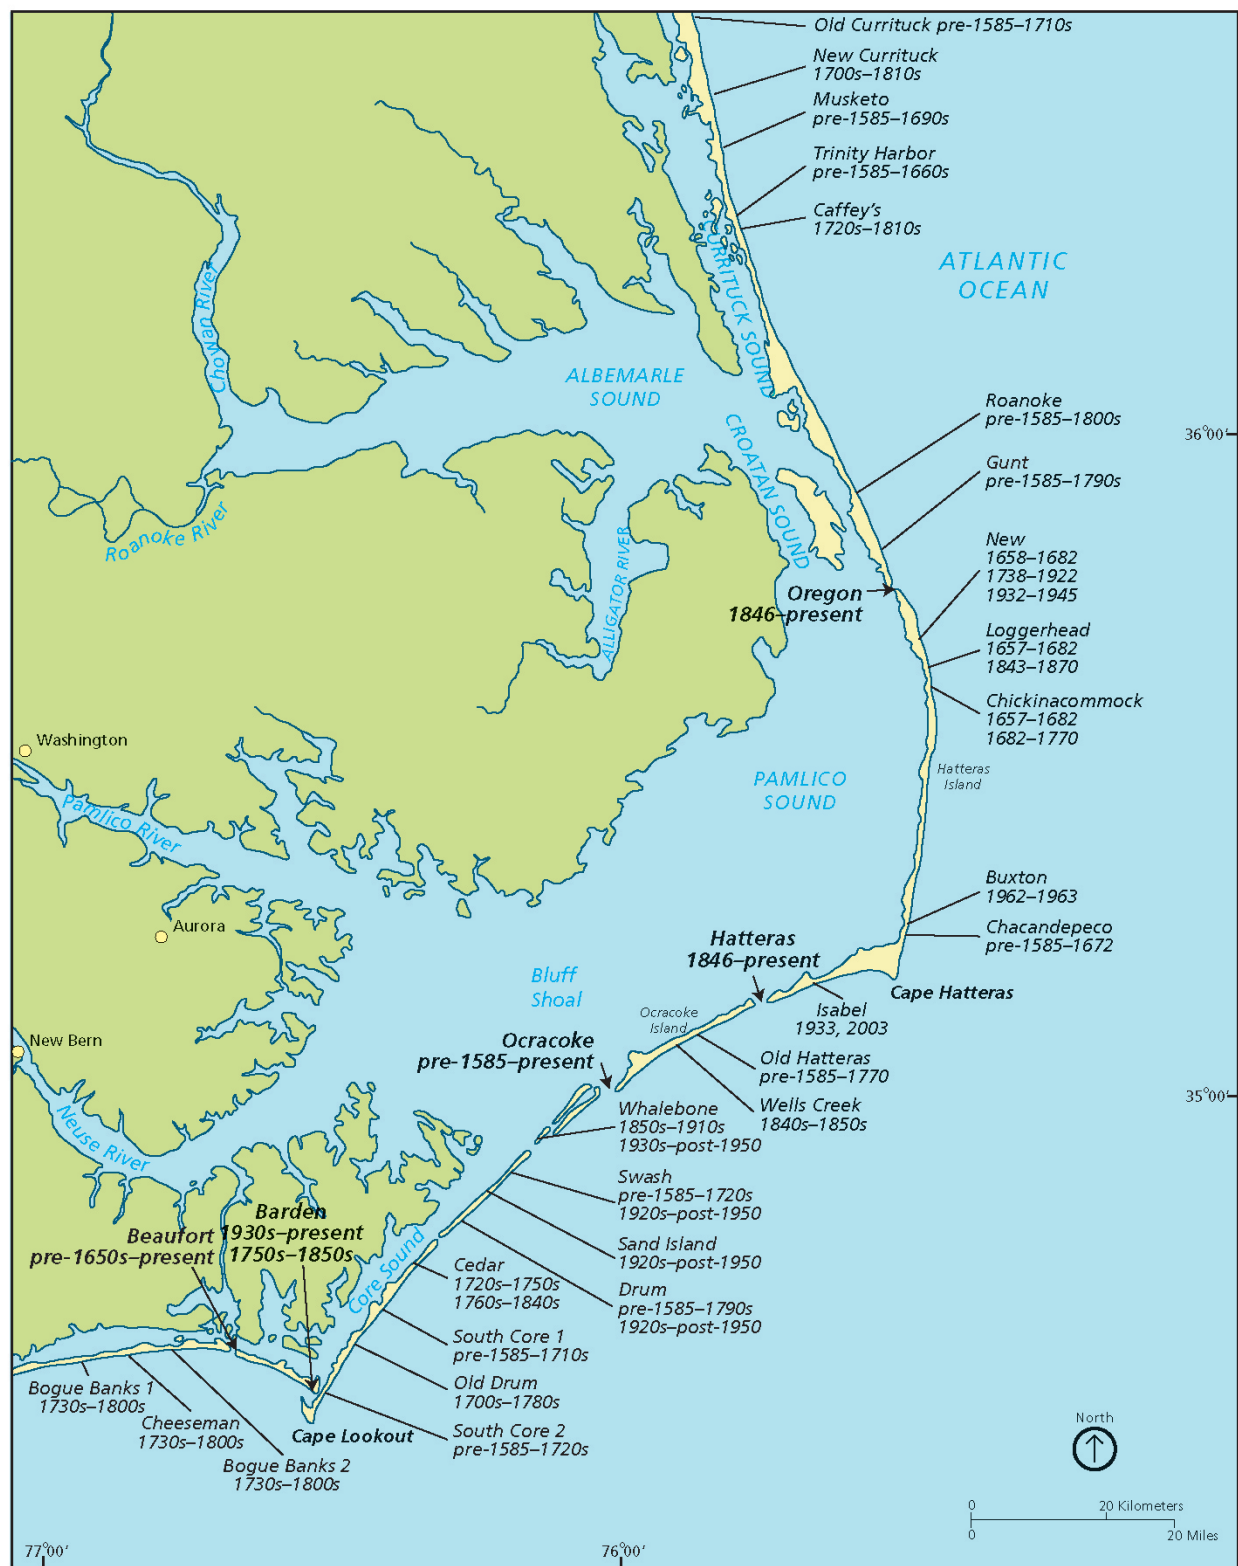 Old Currituck pre-1585–1710s
New Currituck
1700s–1810s
Musketo
pre-1585–1690s
Trinity Harbor
pre-1585–1660s
Caffey's
1720s–1810s
CURRITUCK SOUND
ATLANTIC
OCEAN
Chowan River
ALBEMARLE
SOUND
Roanoke
pre-1585–1800s
36°00'
CROATAN SOUND
Gunt
pre-1585–1790s
Roanoke River
ALLIGATOR RIVER
New
1658–1682
1738–1922
1932–1945
Oregon
1846–present
Loggerhead
1657–1682
1843–1870
Chickinacommock
1657–1682
1682–1770
Washington
Hatteras
Island
PAMLICO
SOUND
Pamlico River
Buxton
1962–1963
Aurora
Chacandepeco
pre-1585–1672
Hatteras
1846–present
Cape Hatteras
Bluff
Shoal
Isabel
1933, 2003
Ocracoke
Island
New Bern
Ocracoke
pre-1585–present
Old Hatteras
pre-1585–1770
35°00'
Wells Creek
1840s–1850s
Whalebone
1850s–1910s
1930s–post-1950
Neuse River
Swash
pre-1585–1720s
1920s–post-1950
Barden
1930s–present
1750s–1850s
Beaufort
pre-1650s–present
Sand Island
1920s–post-1950
Core Sound
Cedar
1720s–1750s
1760s–1840s
Drum
pre-1585–1790s
1920s–post-1950
South Core 1
pre-1585–1710s
Old Drum
1700s–1780s
Bogue Banks 1
1730s–1800s
Cheeseman
1730s–1800s
Cape Lookout
South Core 2
pre-1585–1720s
Bogue Banks 2
1730s–1800s
North
0 20 Kilometers
0 20 Miles
77°00'
76°00'